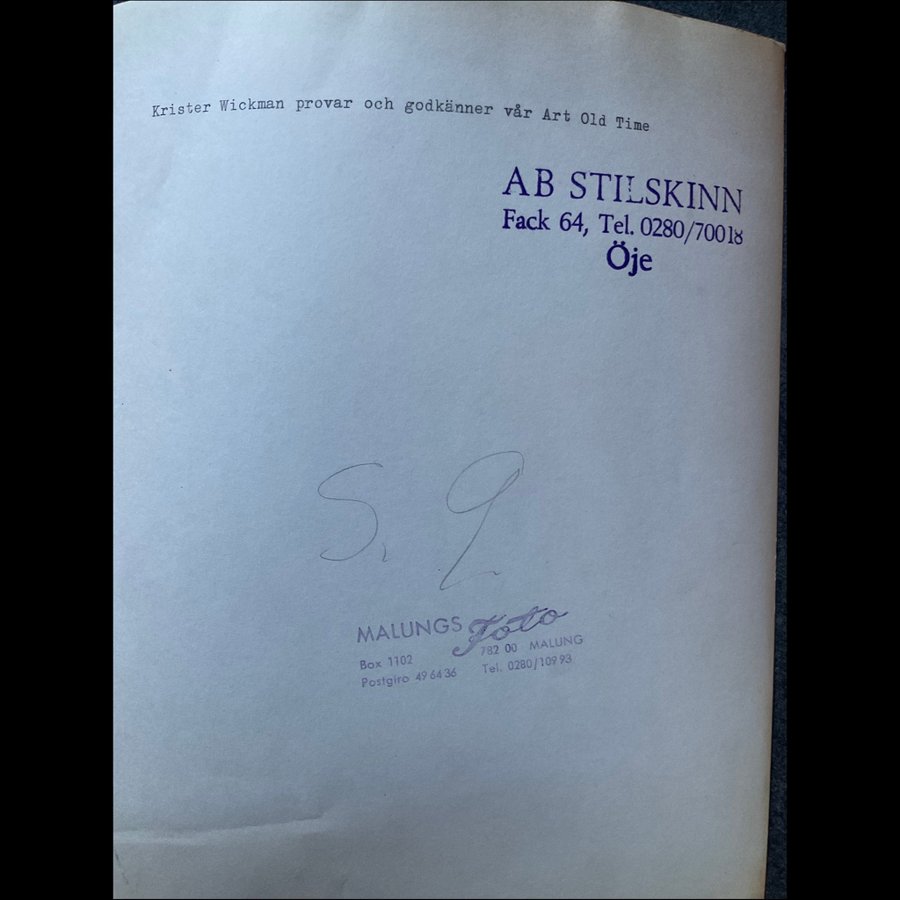 Krister Wickman provar och godkänner vår Art Old Time
AB STILSKINN
Fack 64, Tel. 0280/70018
Öje
S. 9
MALUNGS Foto
Box 1102 782 00 MALUNG
Postgiro 49 64 36 Tel. 0280/109 93